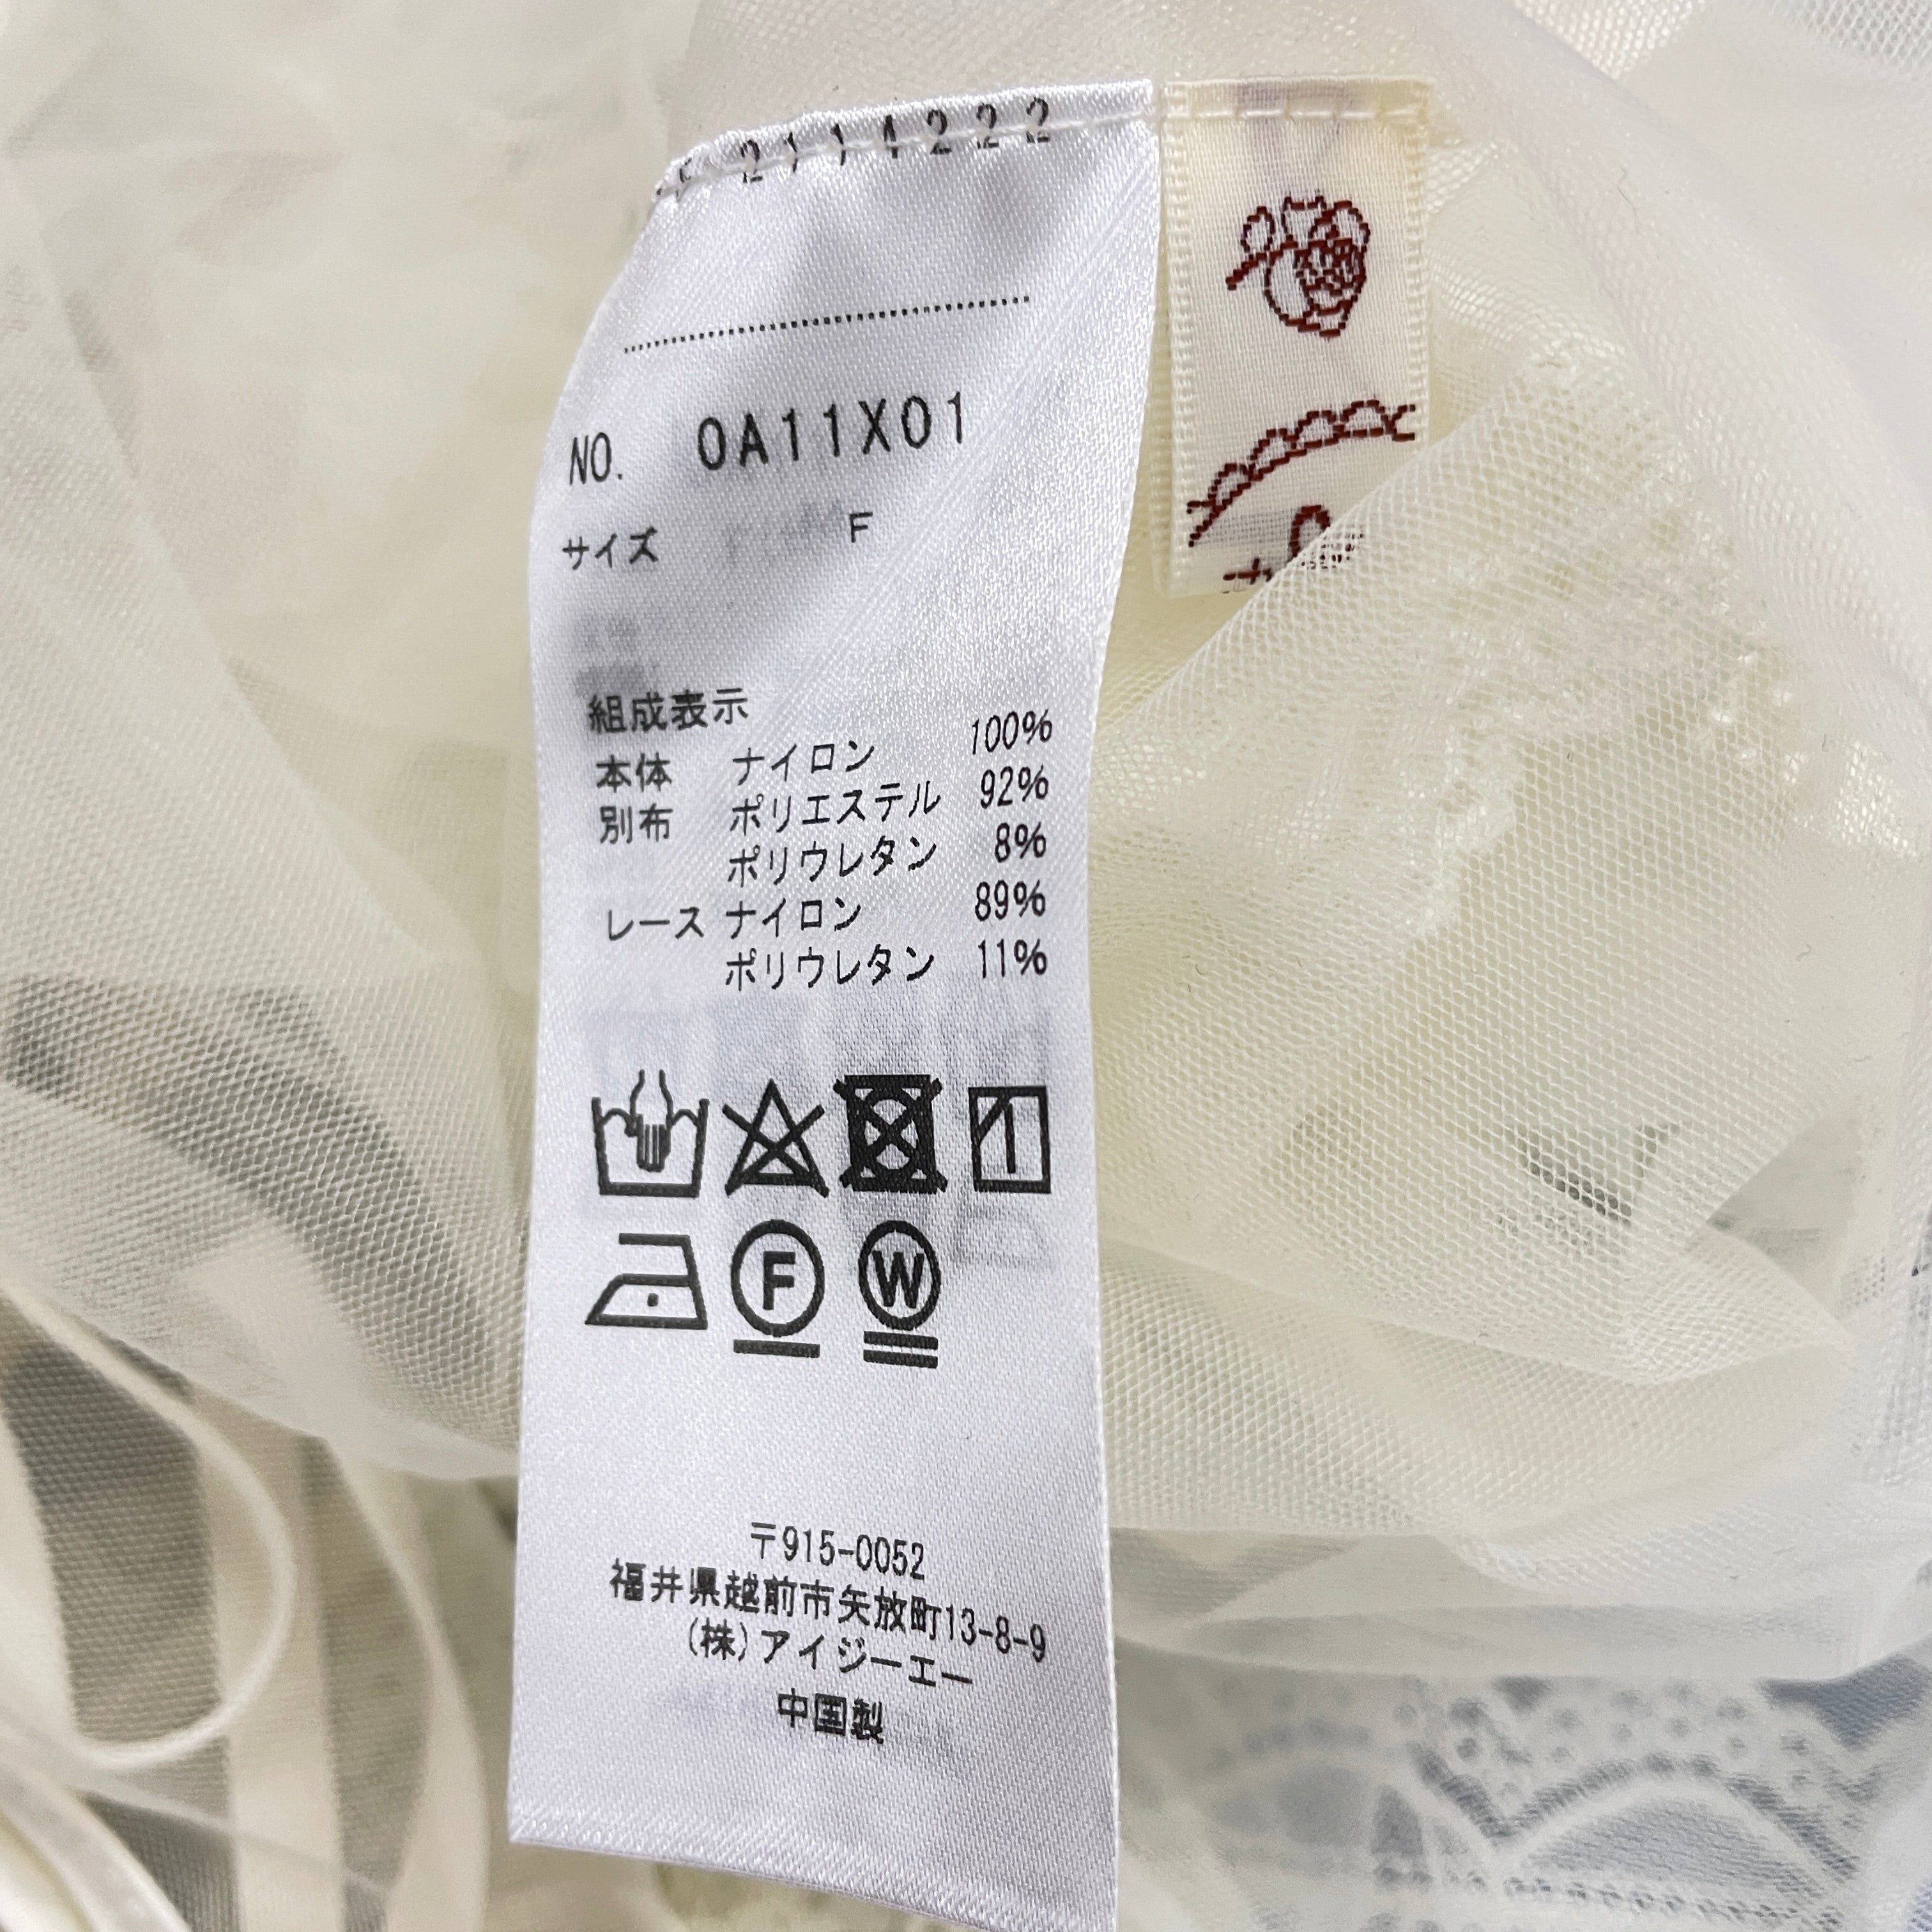 2114222
NO. 0A11X01
サイズ F
組成表示
本体 ナイロン 100%
別布 ポリエステル 92%
ポリウレタン 8%
レース ナイロン 89%
ポリウレタン 11%
F W
〒915-0052
福井県越前市矢放町13-8-9
(株)アイジーエー
中国製